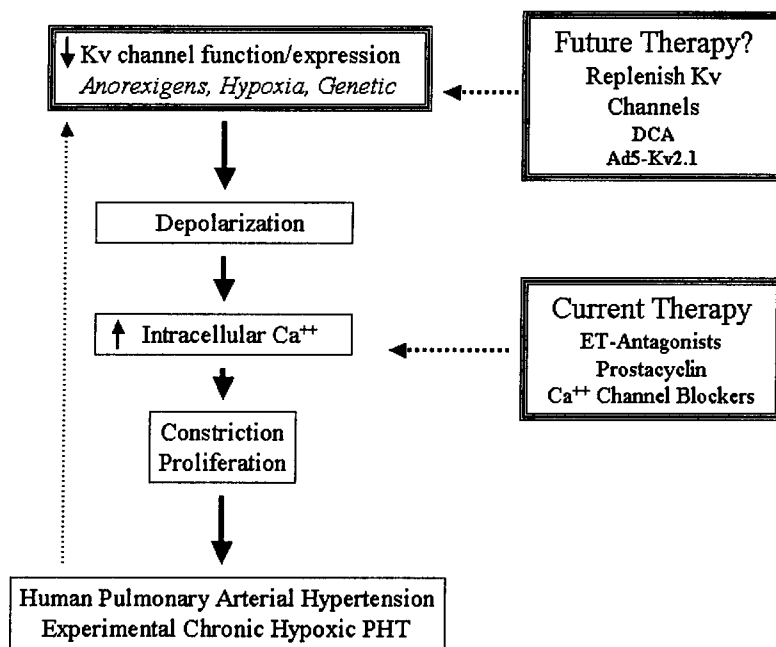 ↓ Kv channel function/expression
Anorexigens, Hypoxia, Genetic
Depolarization
↑ Intracellular Ca⁺⁺
Constriction
Proliferation
Human Pulmonary Arterial Hypertension
Experimental Chronic Hypoxic PHT
Future Therapy?
Replenish Kv
Channels
DCA
Ad5-Kv2.1
Current Therapy
ET-Antagonists
Prostacyclin
Ca⁺⁺ Channel Blockers